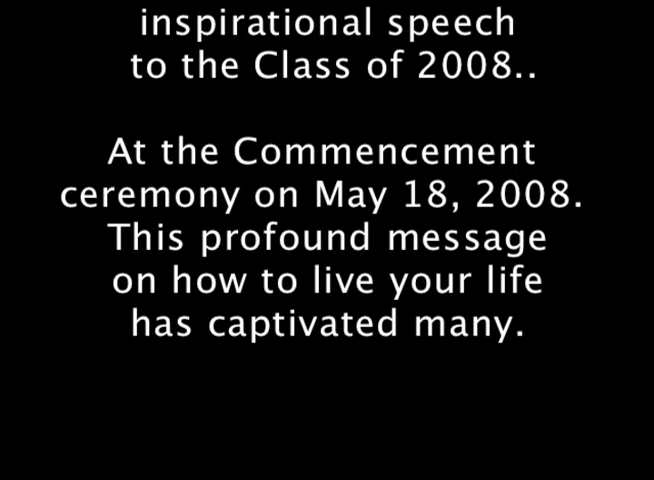 inspirational speech
to the Class of 2008..
At the Commencement
ceremony on May 18, 2008.
This profound message
on how to live your life
has captivated many.